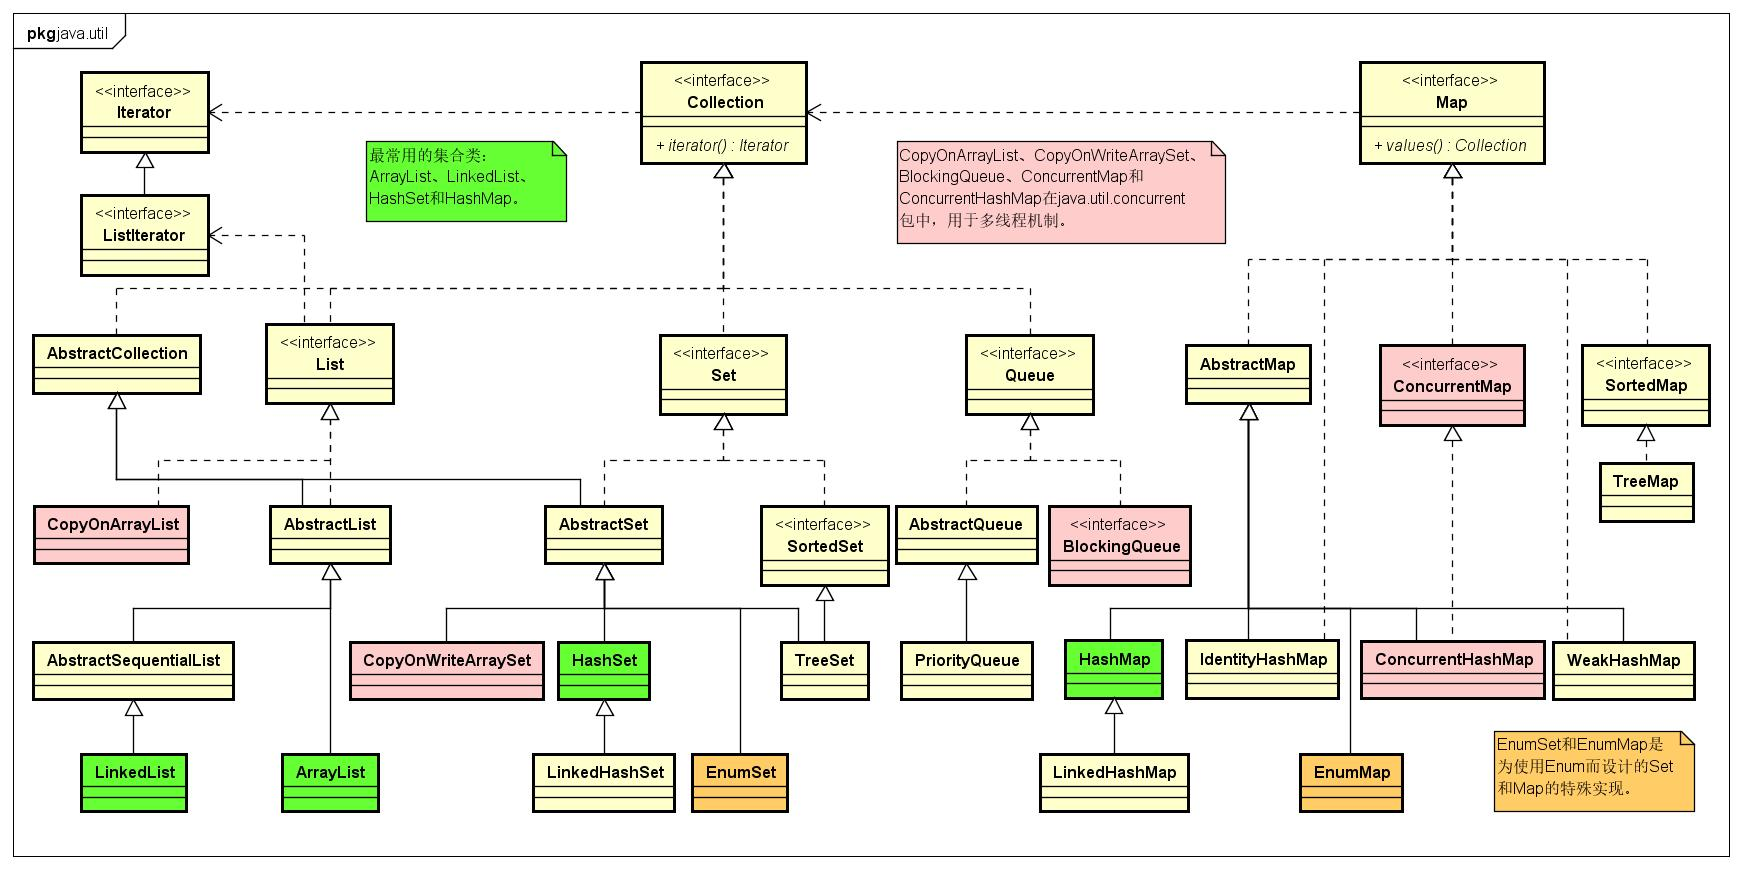 pkgjava.util
<<interface>>
Iterator
<<interface>>
Collection
+ iterator() : Iterator
<<interface>>
Map
+ values() : Collection
最常用的集合类：
ArrayList、LinkedList、
HashSet和HashMap。
CopyOnArrayList、CopyOnWriteArraySet、
BlockingQueue、ConcurrentMap和
ConcurrentHashMap在java.util.concurrent
包中，用于多线程机制。
<<interface>>
ListIterator
AbstractCollection
<<interface>>
List
<<interface>>
Set
<<interface>>
Queue
AbstractMap
<<interface>>
ConcurrentMap
<<interface>>
SortedMap
TreeMap
CopyOnArrayList
AbstractList
AbstractSet
<<interface>>
SortedSet
AbstractQueue
<<interface>>
BlockingQueue
AbstractSequentialList
CopyOnWriteArraySet
HashSet
TreeSet
PriorityQueue
HashMap
IdentityHashMap
ConcurrentHashMap
WeakHashMap
LinkedList
ArrayList
LinkedHashSet
EnumSet
LinkedHashMap
EnumMap
EnumSet和EnumMap是
为使用Enum而设计的Set
和Map的特殊实现。